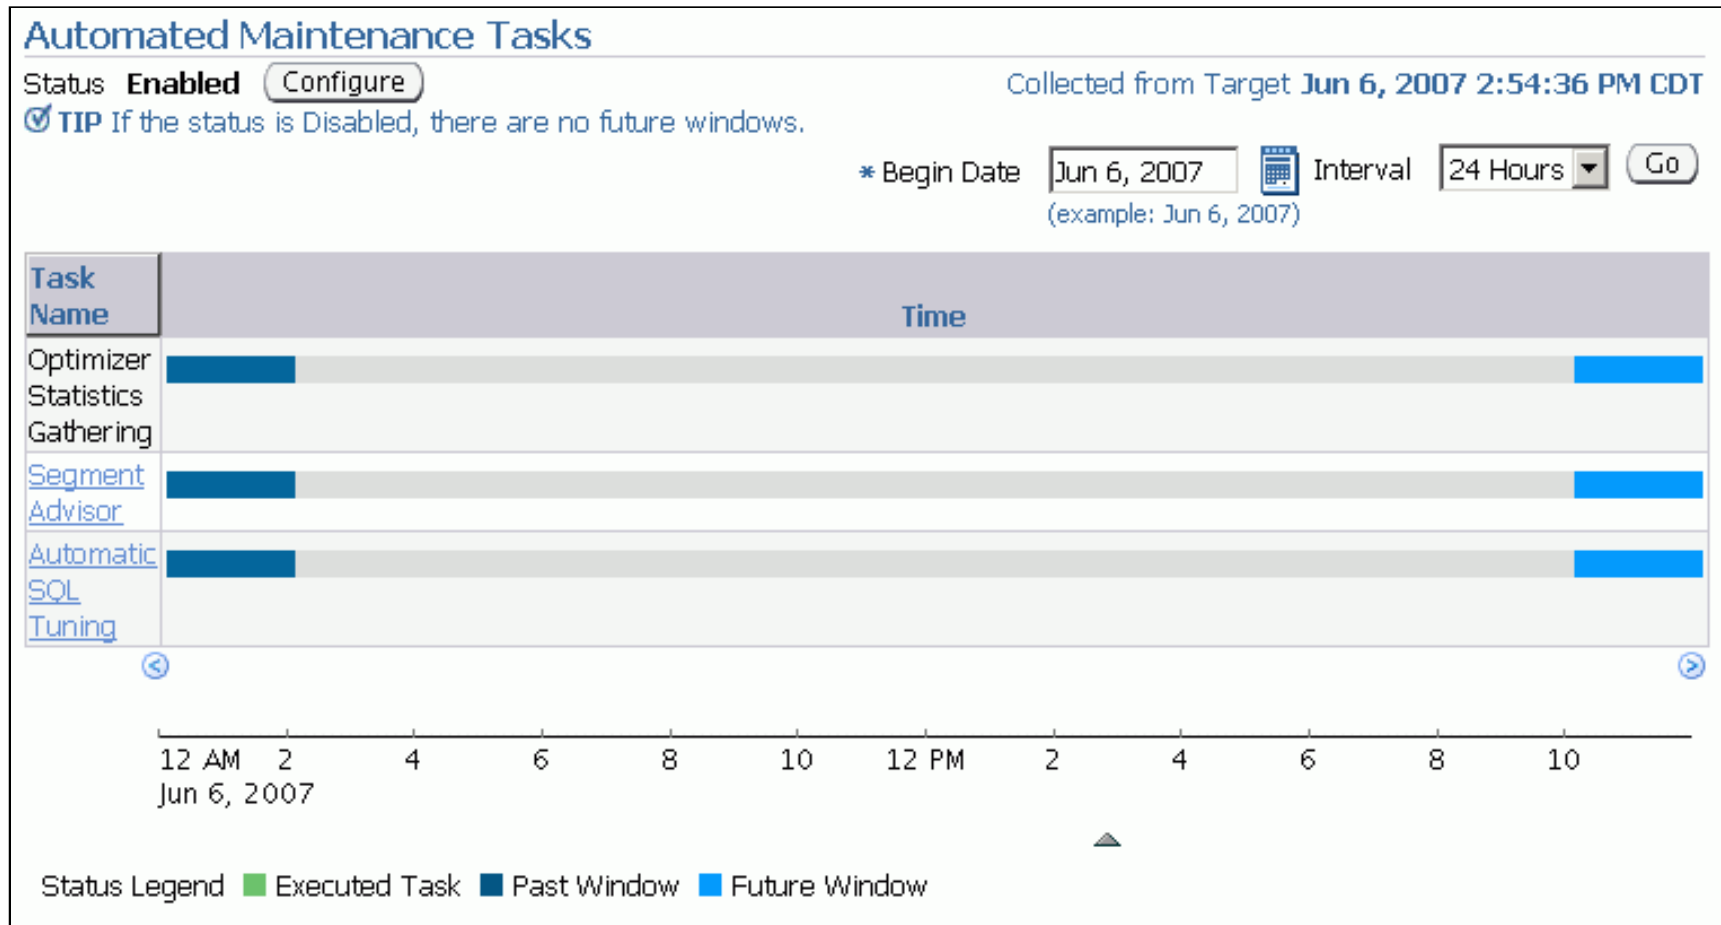 Automated Maintenance Tasks
Status Enabled Configure Collected from Target Jun 6, 2007 2:54:36 PM CDT
TIP If the status is Disabled, there are no future windows.
* Begin Date Jun 6, 2007 Interval 24 Hours Go
(example: Jun 6, 2007)
Task
Name
Time
Optimizer
Statistics
Gathering
Segment
Advisor
Automatic
SQL
Tuning
12 AM 2 4 6 8 10 12 PM 2 4 6 8 10
Jun 6, 2007
Status Legend Executed Task Past Window Future Window